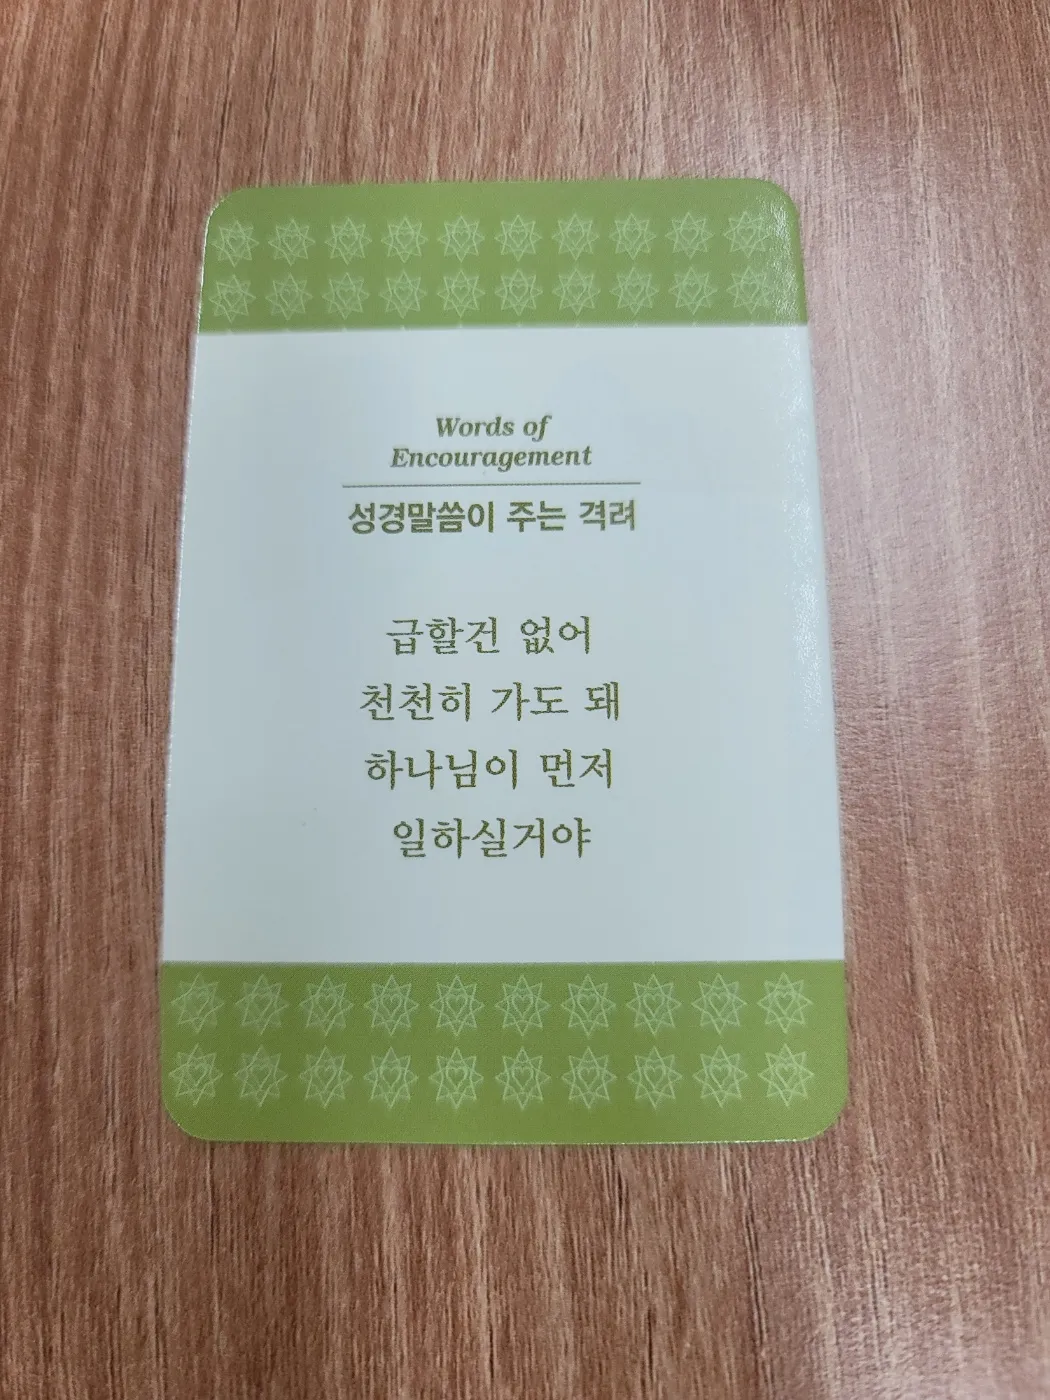 Words of
Encouragement
성경말씀이 주는 격려
급할건 없어
천천히 가도 돼
하나님이 먼저
일하실거야